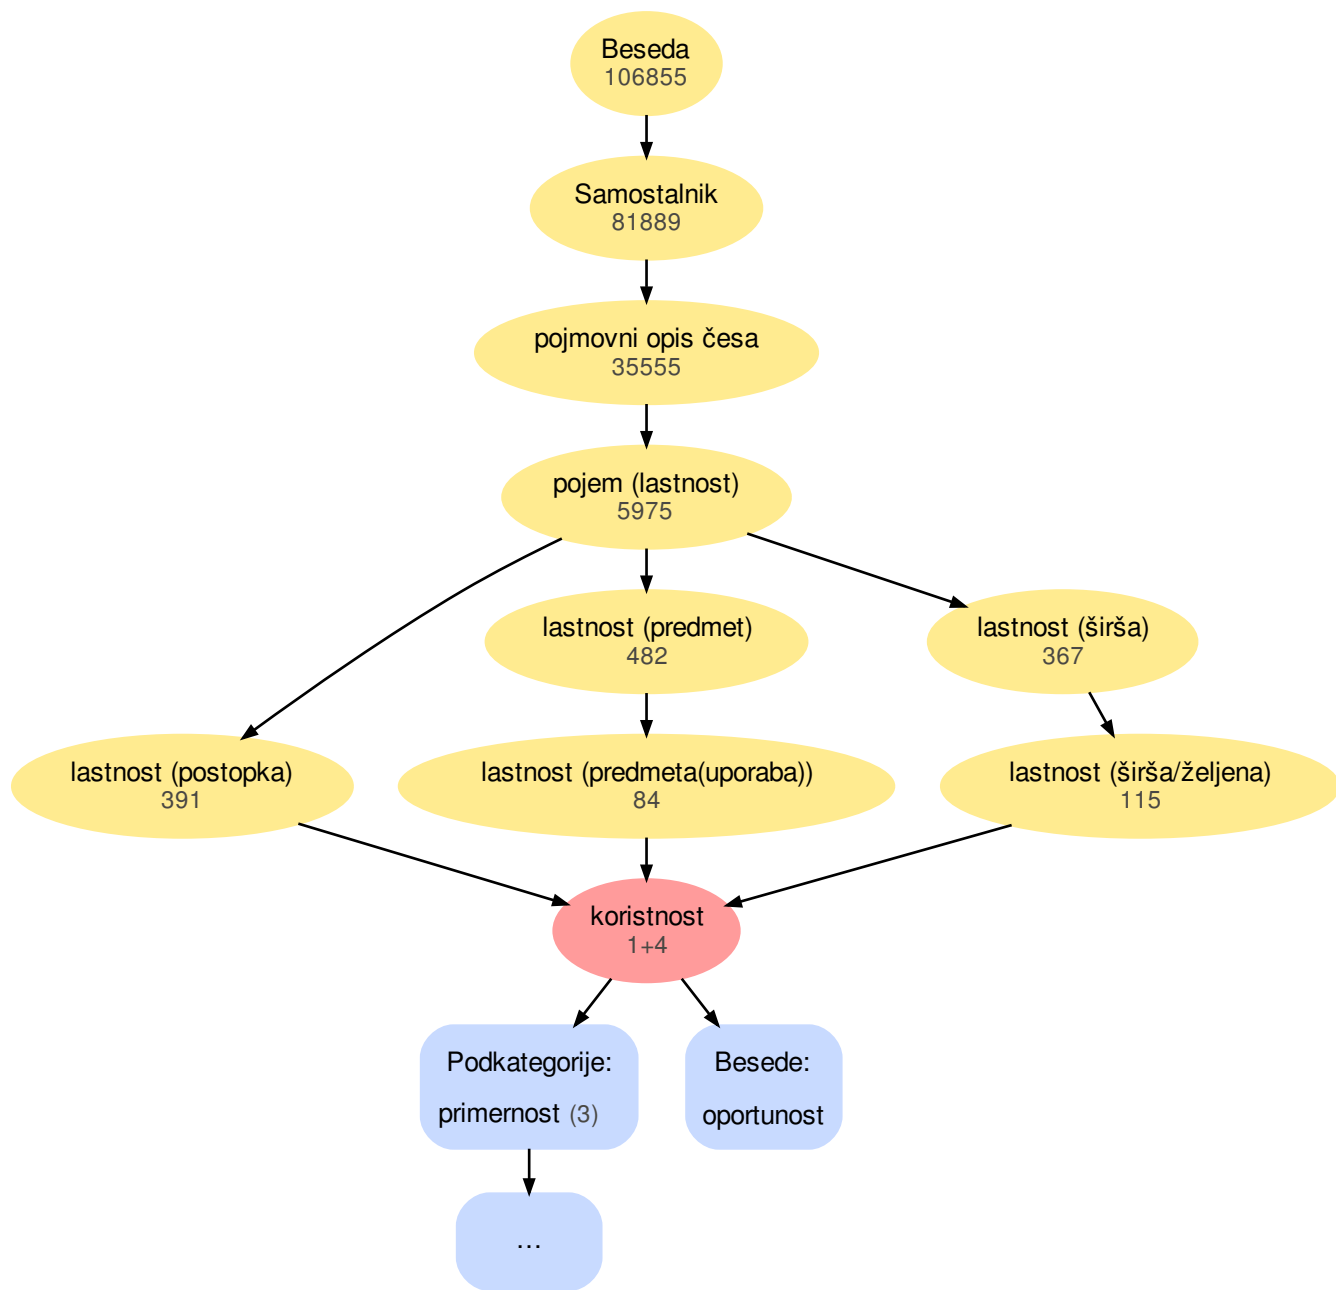 Beseda
106855
Samostalnik
81889
pojmovni opis česa
35555
pojem (lastnost)
5975
lastnost (predmet)
482
lastnost (širša)
367
lastnost (postopka)
391
lastnost (predmeta(uporaba))
84
lastnost (širša/željena)
115
koristnost
1+4
Podkategorije:
primernost (3)
Besede:
oportunost
...